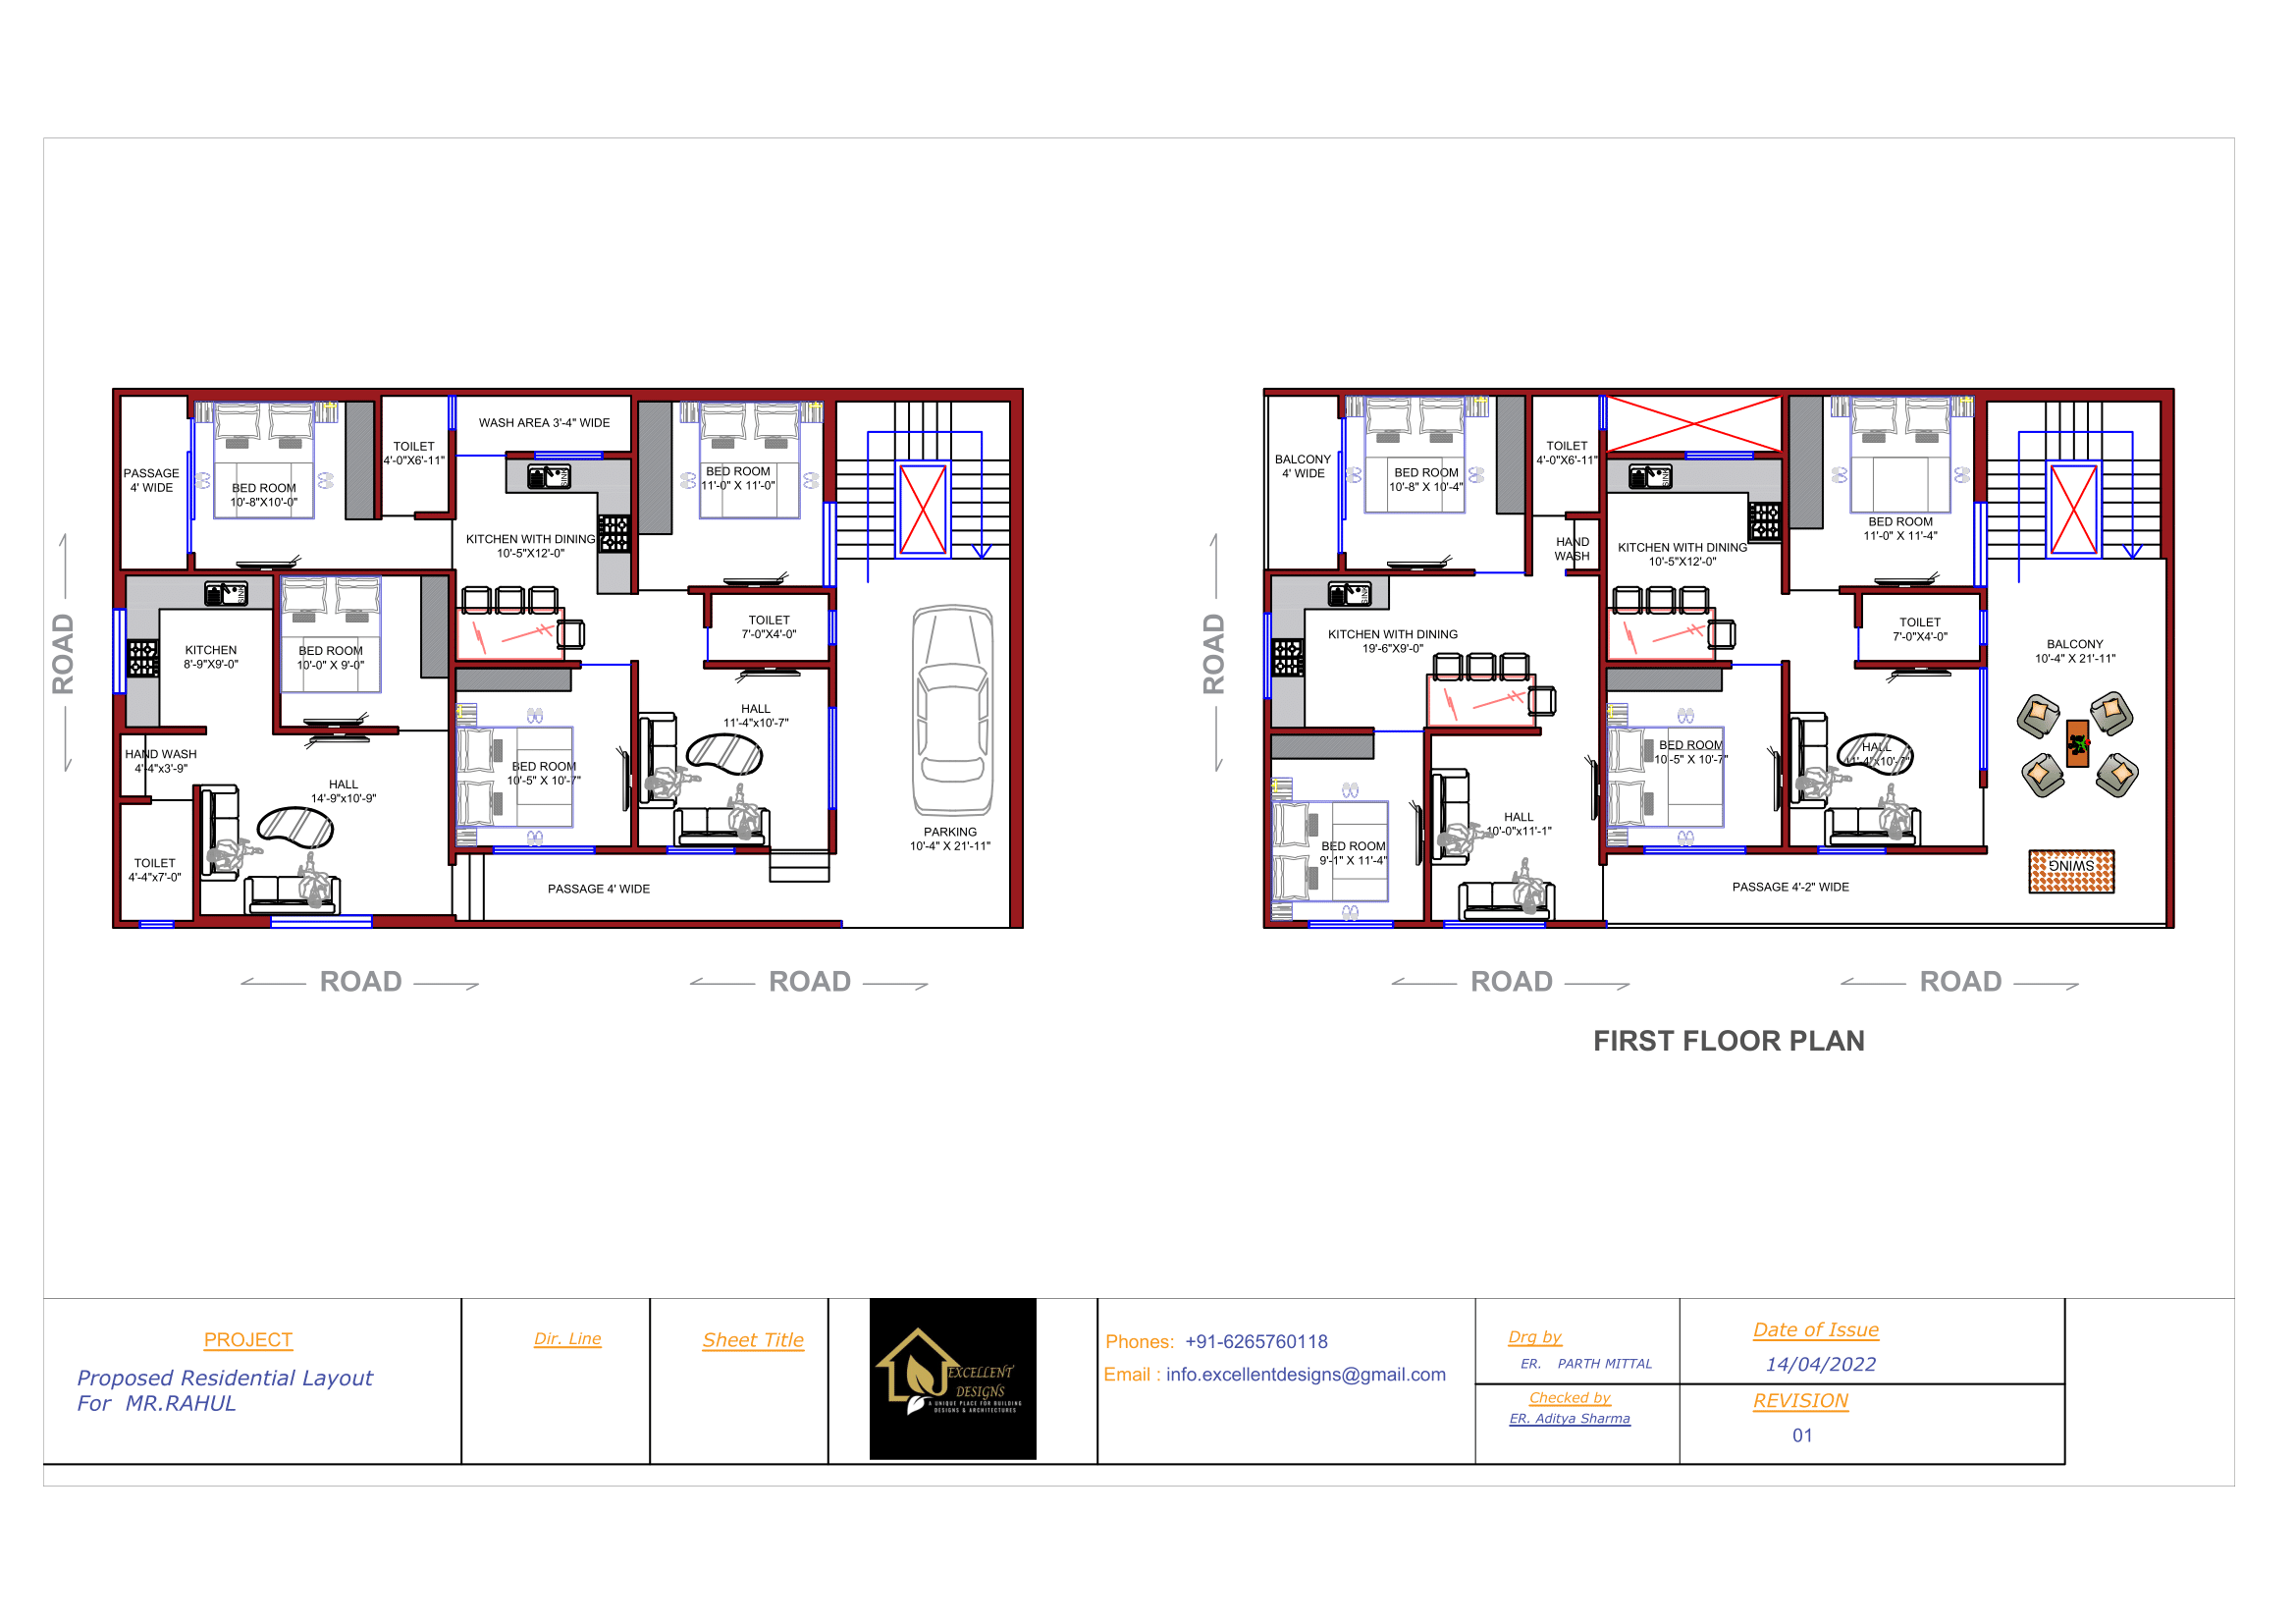 WASH AREA 3'-4" WIDE
TOILET
4'-0"X6'-11"
PASSAGE
4' WIDE
BED ROOM
10'-8"X10'-0"
BED ROOM
11'-0" X 11'-0"
SINK
KITCHEN WITH DINING
10'-5"X12'-0"
SINK
KITCHEN
8'-9"X9'-0"
BED ROOM
10'-0" X 9'-0"
TOILET
7'-0"X4'-0"
HALL
11'-4"x10'-7"
HAND WASH
4'-4"x3'-9"
BED ROOM
10'-5" X 10'-7"
HALL
14'-9"x10'-9"
TOILET
4'-4"x7'-0"
PASSAGE 4' WIDE
PARKING
10'-4" X 21'-11"
ROAD
ROAD
ROAD
BALCONY
4' WIDE
BED ROOM
10'-8" X 10'-4"
TOILET
4'-0"X6'-11"
SINK
BED ROOM
11'-0" X 11'-4"
HAND
WASH
KITCHEN WITH DINING
10'-5"X12'-0"
SINK
KITCHEN WITH DINING
19'-6"X9'-0"
TOILET
7'-0"X4'-0"
BALCONY
10'-4" X 21'-11"
BED ROOM
10'-5" X 10'-7"
HALL
11'-4"x10'-7"
HALL
10'-0"x11'-1"
BED ROOM
9'-1" X 11'-4"
PASSAGE 4'-2" WIDE
SWING
ROAD
ROAD
ROAD
FIRST FLOOR PLAN
PROJECT
Proposed Residential Layout
For MR.RAHUL
Dir. Line
Sheet Title
EXCELLENT
DESIGNS
A UNIQUE PLACE FOR BUILDING
DESIGNS & ARCHITECTURES
Phones: +91-6265760118
Email : info.excellentdesigns@gmail.com
Drg by
ER. PARTH MITTAL
Checked by
ER. Aditya Sharma
Date of Issue
14/04/2022
REVISION
01